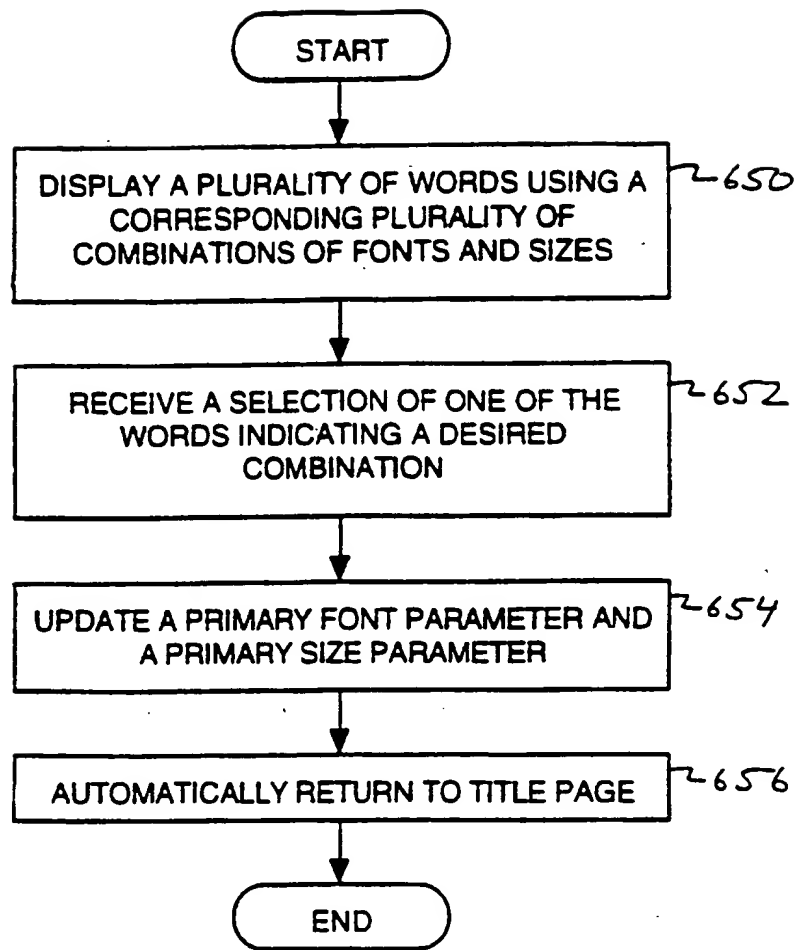 START
DISPLAY A PLURALITY OF WORDS USING A
CORRESPONDING PLURALITY OF
COMBINATIONS OF FONTS AND SIZES
650
RECEIVE A SELECTION OF ONE OF THE
WORDS INDICATING A DESIRED
COMBINATION
652
UPDATE A PRIMARY FONT PARAMETER AND
A PRIMARY SIZE PARAMETER
654
AUTOMATICALLY RETURN TO TITLE PAGE
656
END